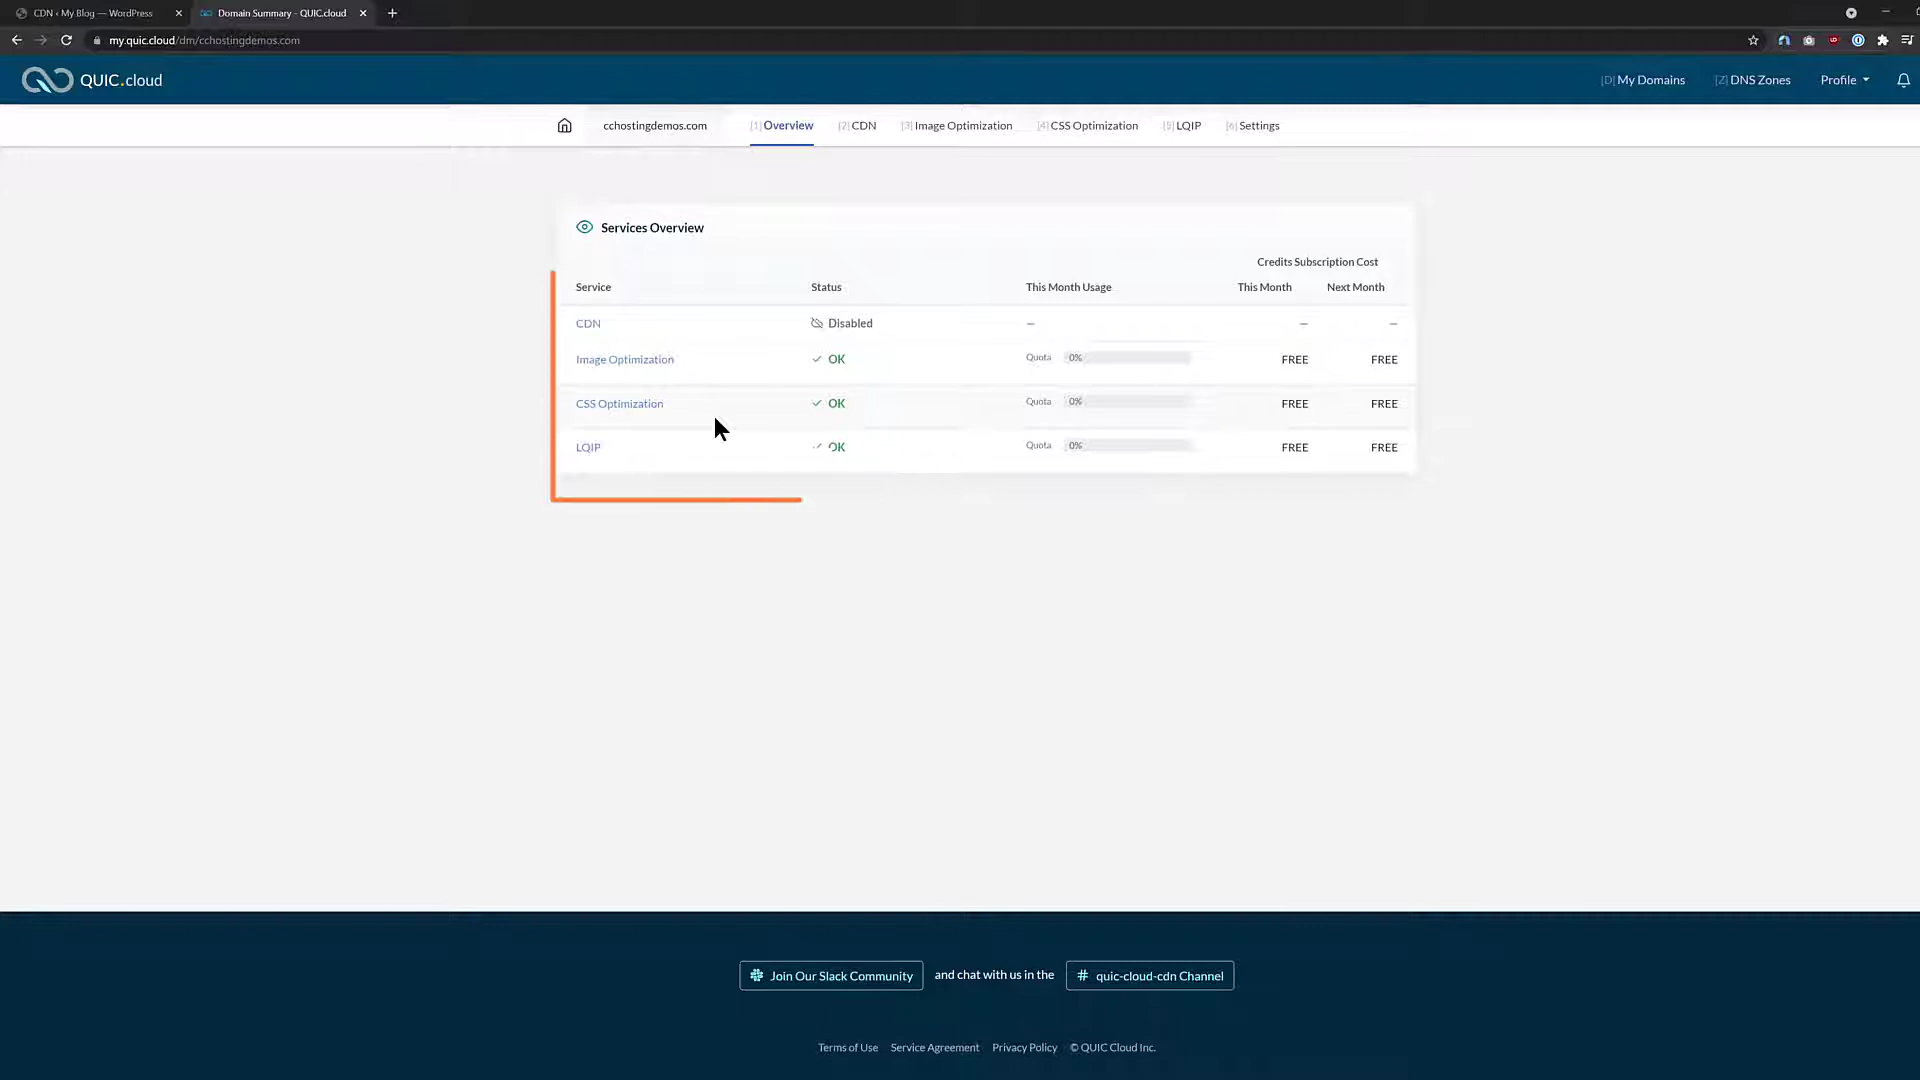 CDN ‹ My Blog — WordPress
Domain Summary - QUIC.cloud
my.quic.cloud/dm/cchostingdemos.com
QUIC.cloud
[D] My Domains
[Z] DNS Zones
Profile
cchostingdemos.com
[1] Overview
[2] CDN
[3] Image Optimization
[4] CSS Optimization
[5] LQIP
[6] Settings
Services Overview
Credits Subscription Cost
Service Status This Month Usage This Month Next Month
CDN Disabled — — —
Image Optimization OK Quota 0% FREE FREE
CSS Optimization OK Quota 0% FREE FREE
LQIP OK Quota 0% FREE FREE
Join Our Slack Community and chat with us in the # quic-cloud-cdn Channel
Terms of Use Service Agreement Privacy Policy © QUIC Cloud Inc.